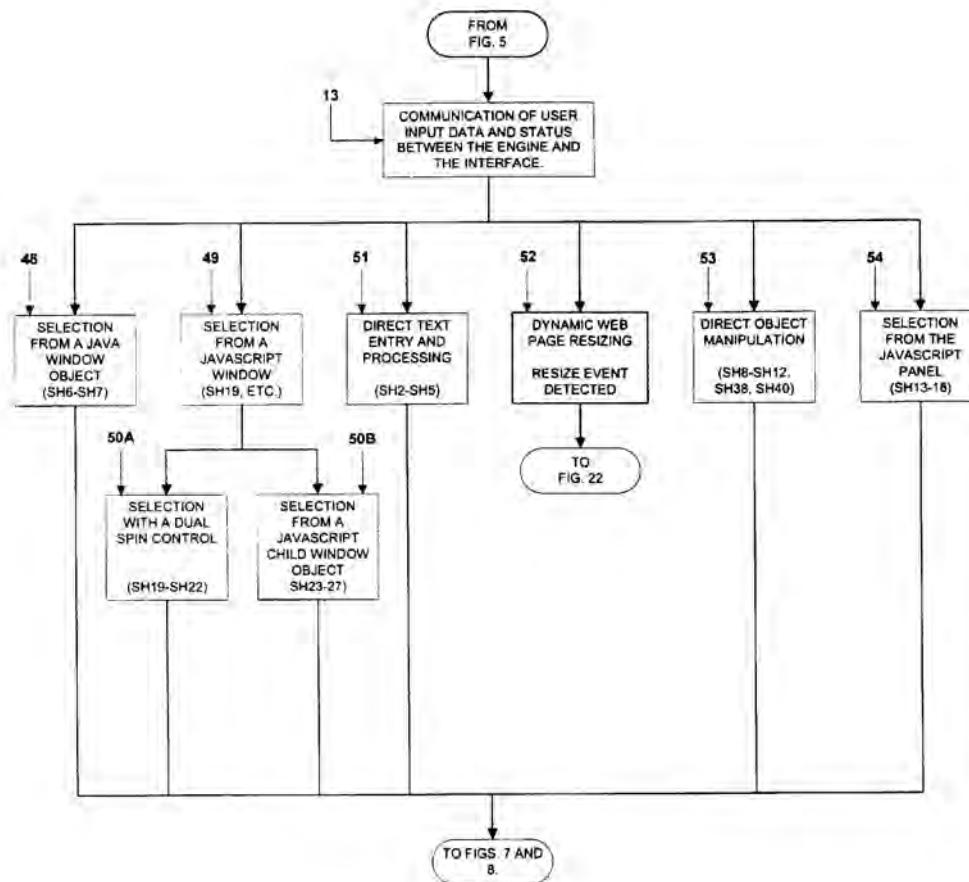 FROM
FIG. 5
13
COMMUNICATION OF USER
INPUT DATA AND STATUS
BETWEEN THE ENGINE AND
THE INTERFACE.
48
SELECTION
FROM A JAVA
WINDOW
OBJECT
(SH6-SH7)
49
SELECTION
FROM A
JAVASCRIPT
WINDOW
(SH19, ETC.)
51
DIRECT TEXT
ENTRY AND
PROCESSING
(SH2-SH5)
52
DYNAMIC WEB
PAGE RESIZING
RESIZE EVENT
DETECTED
53
DIRECT OBJECT
MANIPULATION
(SH8-SH12,
SH38, SH40)
54
SELECTION
FROM THE
JAVASCRIPT
PANEL
(SH13-18)
50A
SELECTION
WITH A DUAL
SPIN CONTROL
(SH19-SH22)
50B
SELECTION
FROM A
JAVASCRIPT
CHILD WINDOW
OBJECT
SH23-27)
TO
FIG. 22
TO FIGS. 7 AND
8.